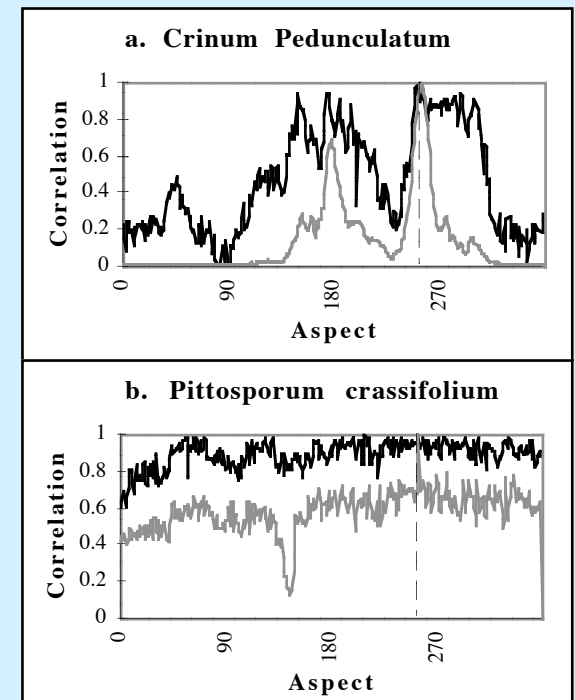 a. Crinum Pedunculatum
Correlation
1
0.8
0.6
0.4
0.2
0
0 90 180 270
Aspect
b. Pittosporum crassifolium
Correlation
1
0.8
0.6
0.4
0.2
0
0 90 180 270
Aspect